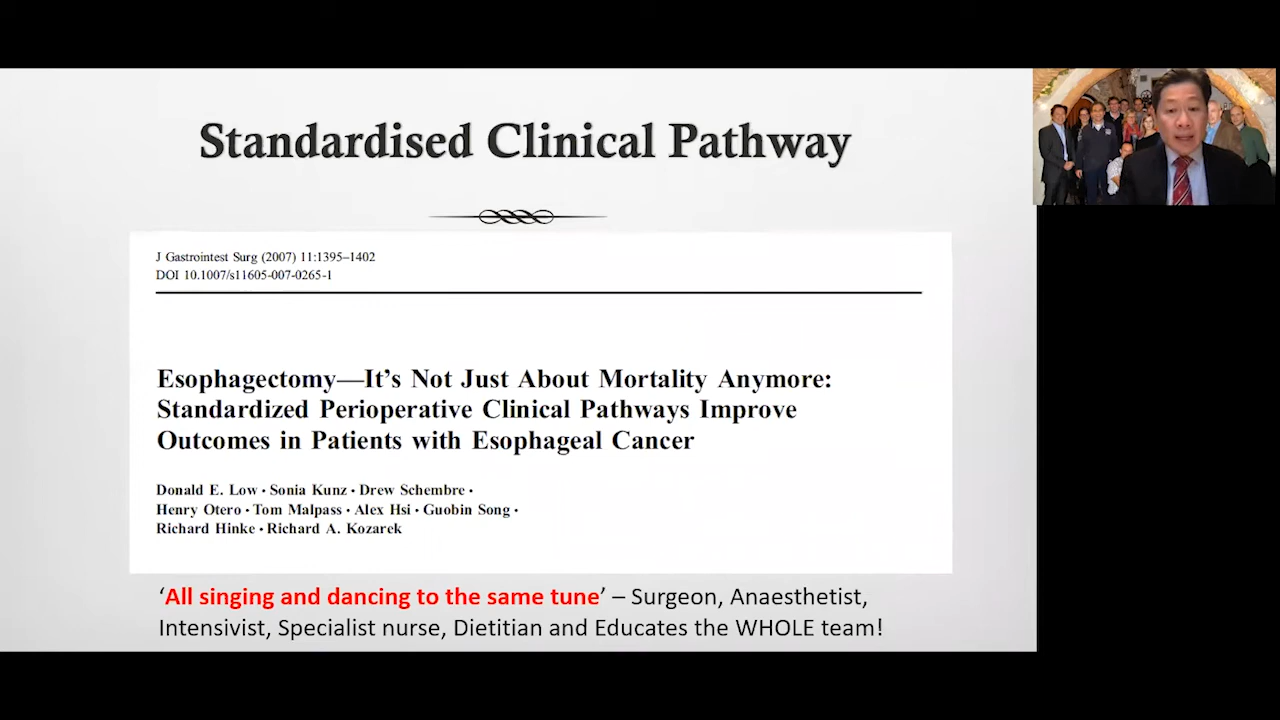 Standardised Clinical Pathway
J Gastrointest Surg (2007) 11:1395–1402
DOI 10.1007/s11605-007-0265-1
Esophagectomy—It’s Not Just About Mortality Anymore:
Standardized Perioperative Clinical Pathways Improve
Outcomes in Patients with Esophageal Cancer
Donald E. Low • Sonia Kunz • Drew Schembre •
Henry Otero • Tom Malpass • Alex Hsi • Guobin Song •
Richard Hinke • Richard A. Kozarek
‘All singing and dancing to the same tune’ – Surgeon, Anaesthetist,
Intensivist, Specialist nurse, Dietitian and Educates the WHOLE team!